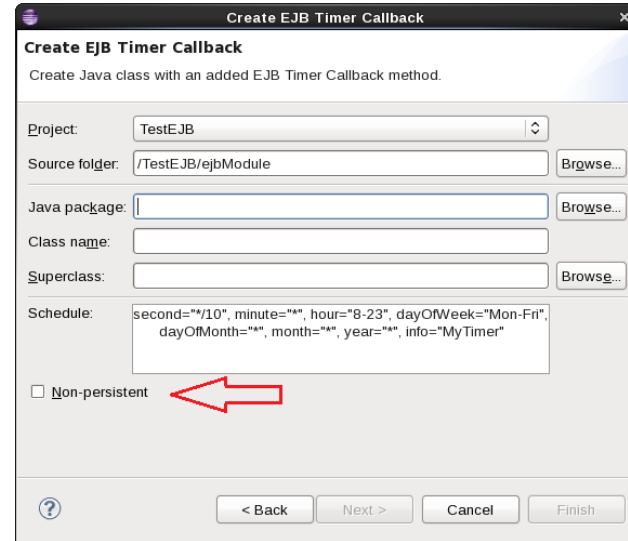 Create EJB Timer Callback
Create EJB Timer Callback
Create Java class with an added EJB Timer Callback method.
Project: TestEJB
Source folder: /TestEJB/ejbModule Browse...
Java package: Browse...
Class name:
Superclass: Browse...
Schedule: second="*/10", minute="*", hour="8-23", dayOfWeek="Mon-Fri",
dayOfMonth="*", month="*", year="*", info="MyTimer"
Non-persistent
? < Back Next > Cancel Finish